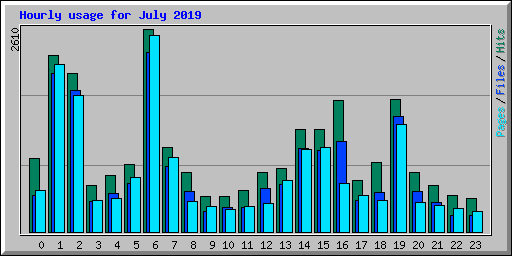 Hourly usage for July 2019
2610
Pages/Files/Hits
0 1 2 3 4 5 6 7 8 9 10 11 12 13 14 15 16 17 18 19 20 21 22 23